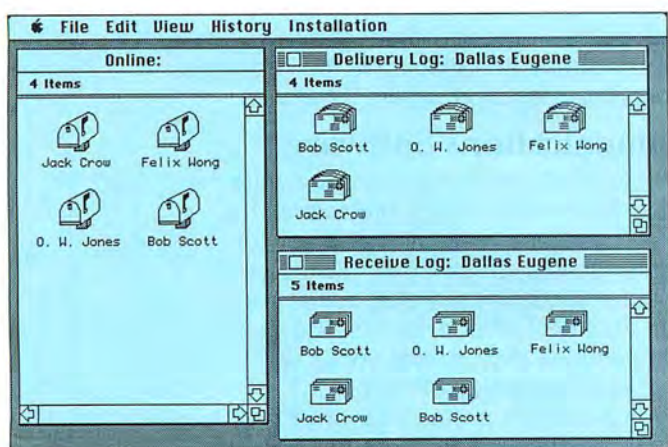 File Edit View History Installation
Online:
4 Items
Jack Crow Felix Wong
O. W. Jones Bob Scott
Delivery Log: Dallas Eugene
4 Items
Bob Scott O. W. Jones Felix Wong
Jack Crow
Receive Log: Dallas Eugene
5 Items
Bob Scott O. W. Jones Felix Wong
Jack Crow Bob Scott